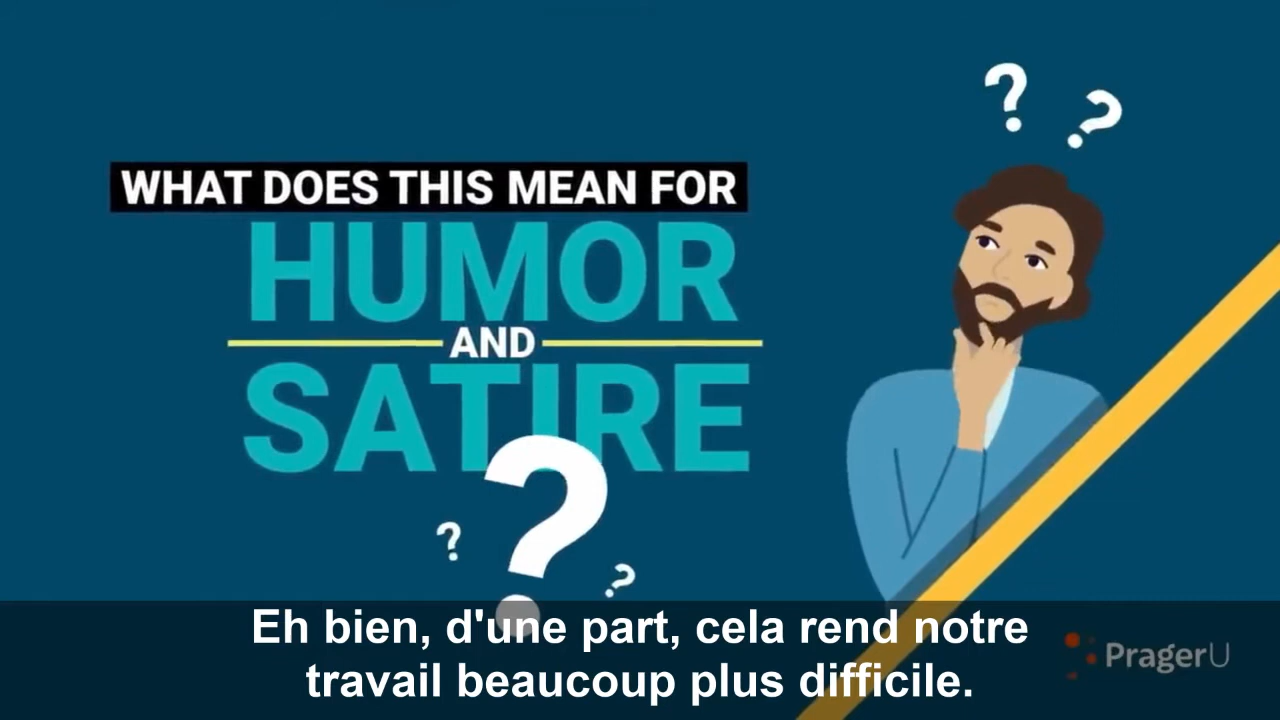 WHAT DOES THIS MEAN FOR
HUMOR
AND
SATIRE
?
Eh bien, d'une part, cela rend notre
travail beaucoup plus difficile.
PragerU